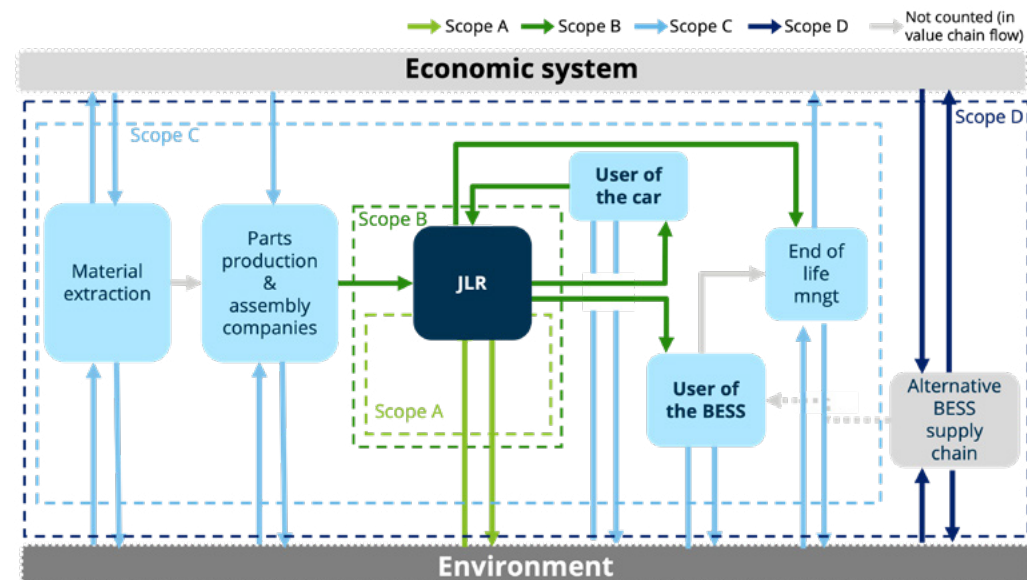 Scope A
Scope B
Scope C
Scope D
Not counted (in
value chain flow)
Economic system
Scope C
Scope D
User of
the car
Scope B
Material
extraction
Parts
production
&
assembly
companies
JLR
End of
life
mngt
Scope A
User of
the BESS
Alternative
BESS
supply
chain
Environment